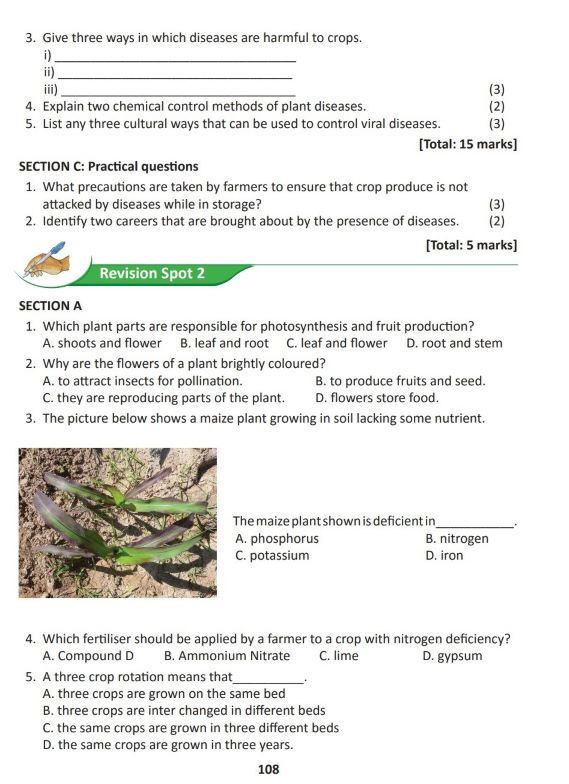 3. Give three ways in which diseases are harmful to crops.
i) ___________________________________
ii) ___________________________________
iii) ___________________________________ (3)
4. Explain two chemical control methods of plant diseases. (2)
5. List any three cultural ways that can be used to control viral diseases. (3)
[Total: 15 marks]
SECTION C: Practical questions
1. What precautions are taken by farmers to ensure that crop produce is not
attacked by diseases while in storage? (3)
2. Identify two careers that are brought about by the presence of diseases. (2)
[Total: 5 marks]
Revision Spot 2
SECTION A
1. Which plant parts are responsible for photosynthesis and fruit production?
A. shoots and flower B. leaf and root C. leaf and flower D. root and stem
2. Why are the flowers of a plant brightly coloured?
A. to attract insects for pollination. B. to produce fruits and seed.
C. they are reproducing parts of the plant. D. flowers store food.
3. The picture below shows a maize plant growing in soil lacking some nutrient.
The maize plant shown is deficient in____________.
A. phosphorus B. nitrogen
C. potassium D. iron
4. Which fertiliser should be applied by a farmer to a crop with nitrogen deficiency?
A. Compound D B. Ammonium Nitrate C. lime D. gypsum
5. A three crop rotation means that___________.
A. three crops are grown on the same bed
B. three crops are inter changed in different beds
C. the same crops are grown in three different beds
D. the same crops are grown in three years.
108